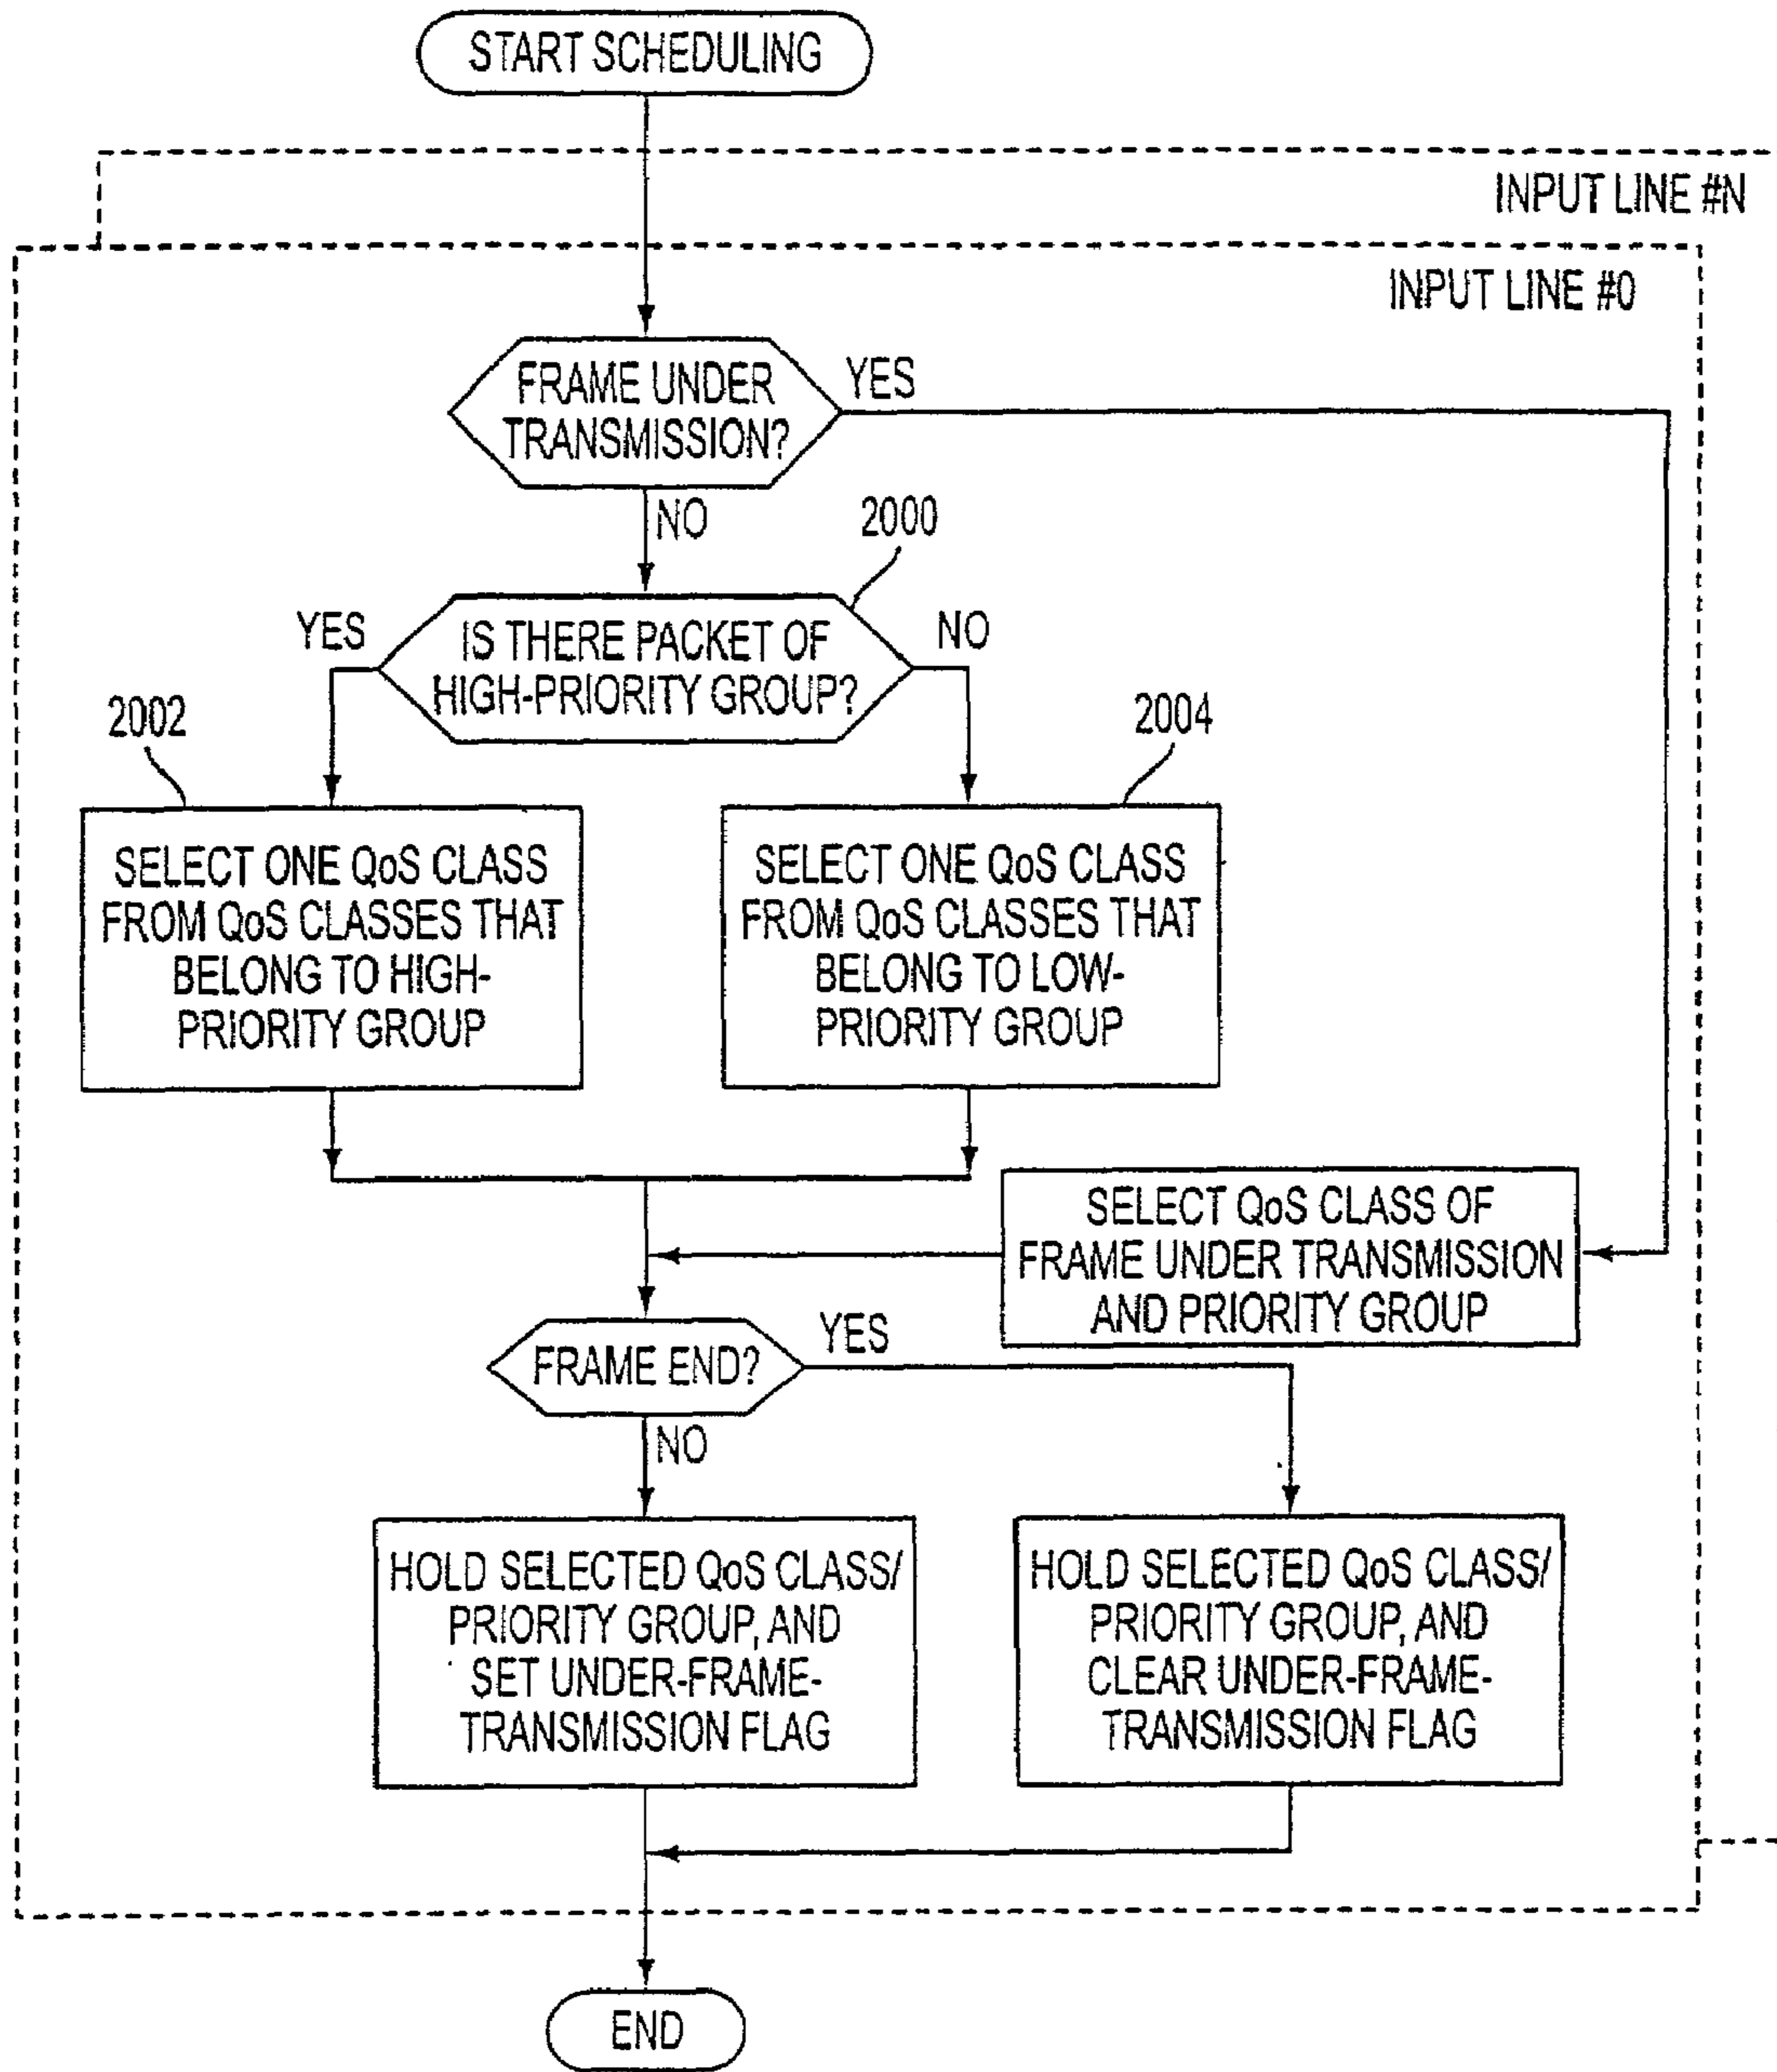 START SCHEDULING
INPUT LINE #N
INPUT LINE #0
FRAME UNDER
TRANSMISSION?
YES
NO
2000
YES
IS THERE PACKET OF
HIGH-PRIORITY GROUP?
NO
2002
2004
SELECT ONE QoS CLASS
FROM QoS CLASSES THAT
BELONG TO HIGH-
PRIORITY GROUP
SELECT ONE QoS CLASS
FROM QoS CLASSES THAT
BELONG TO LOW-
PRIORITY GROUP
SELECT QoS CLASS OF
FRAME UNDER TRANSMISSION
AND PRIORITY GROUP
FRAME END?
YES
NO
HOLD SELECTED QoS CLASS/
PRIORITY GROUP, AND
SET UNDER-FRAME-
TRANSMISSION FLAG
HOLD SELECTED QoS CLASS/
PRIORITY GROUP, AND
CLEAR UNDER-FRAME-
TRANSMISSION FLAG
END